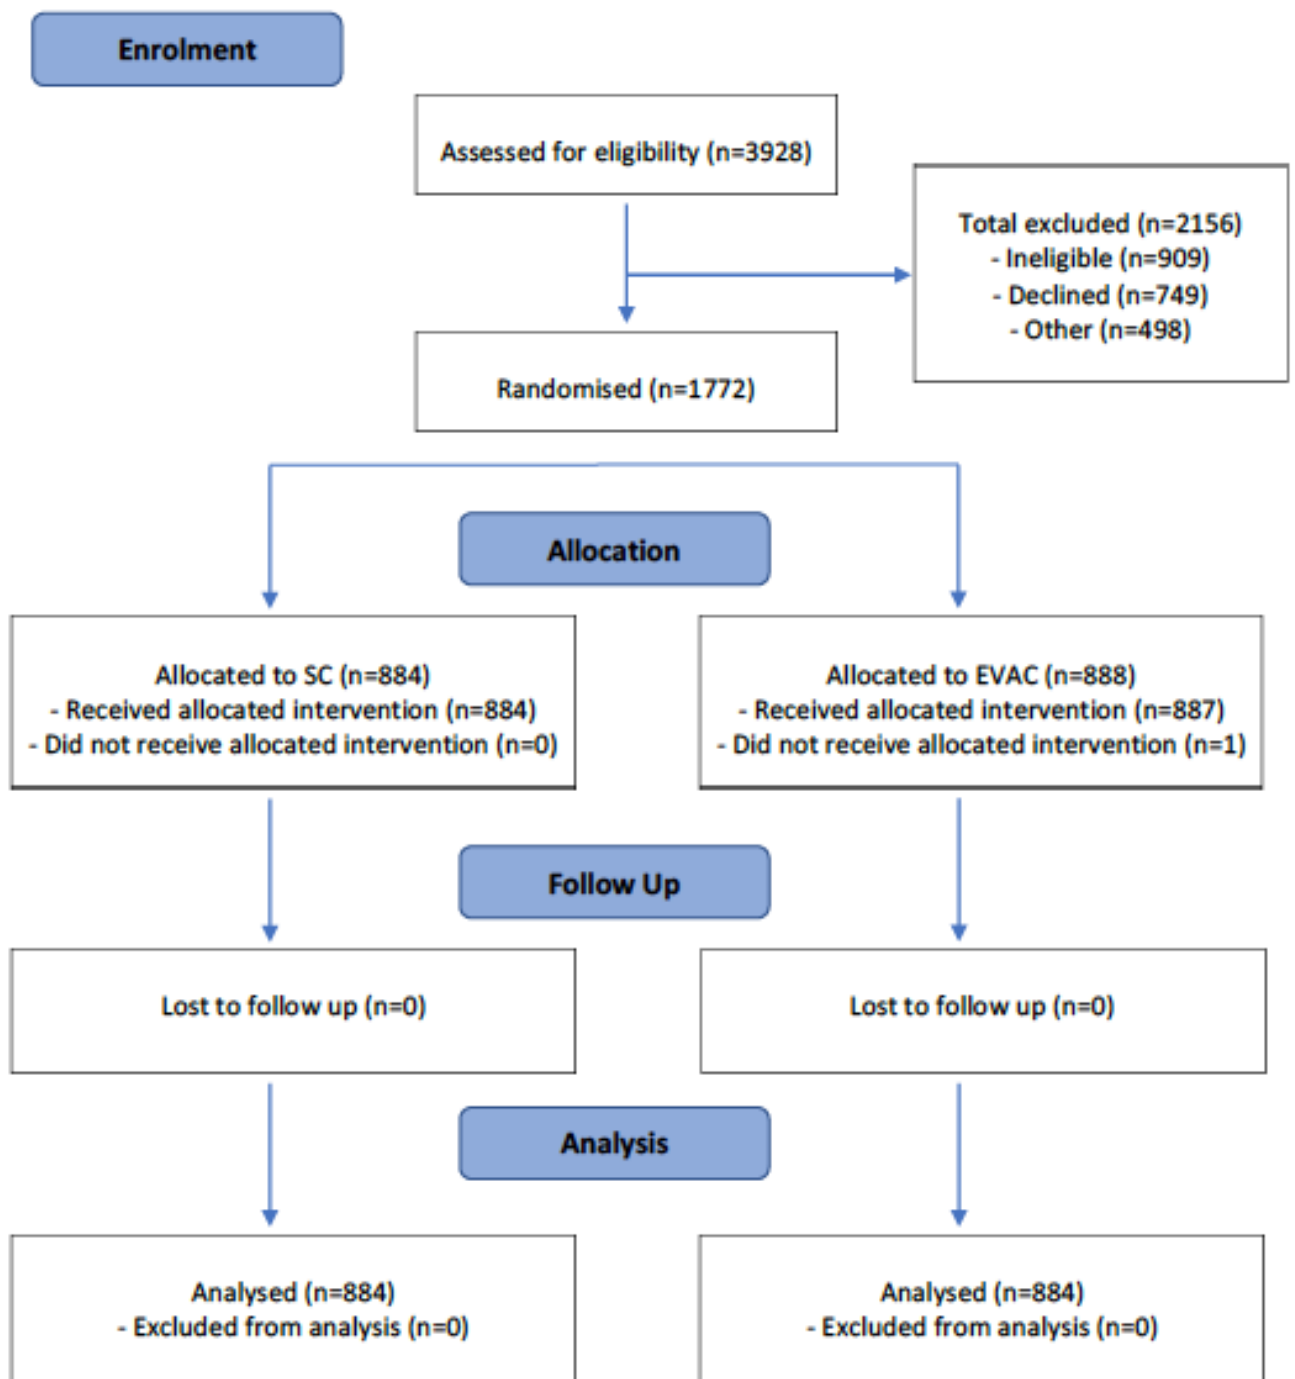 Enrolment
Assessed for eligibility (n=3928)
Total excluded (n=2156)
- Ineligible (n=909)
- Declined (n=749)
- Other (n=498)
Randomised (n=1772)
Allocation
Allocated to SC (n=884)
- Received allocated intervention (n=884)
- Did not receive allocated intervention (n=0)
Allocated to EVAC (n=888)
- Received allocated intervention (n=887)
- Did not receive allocated intervention (n=1)
Follow Up
Lost to follow up (n=0)
Lost to follow up (n=0)
Analysis
Analysed (n=884)
- Excluded from analysis (n=0)
Analysed (n=884)
- Excluded from analysis (n=0)